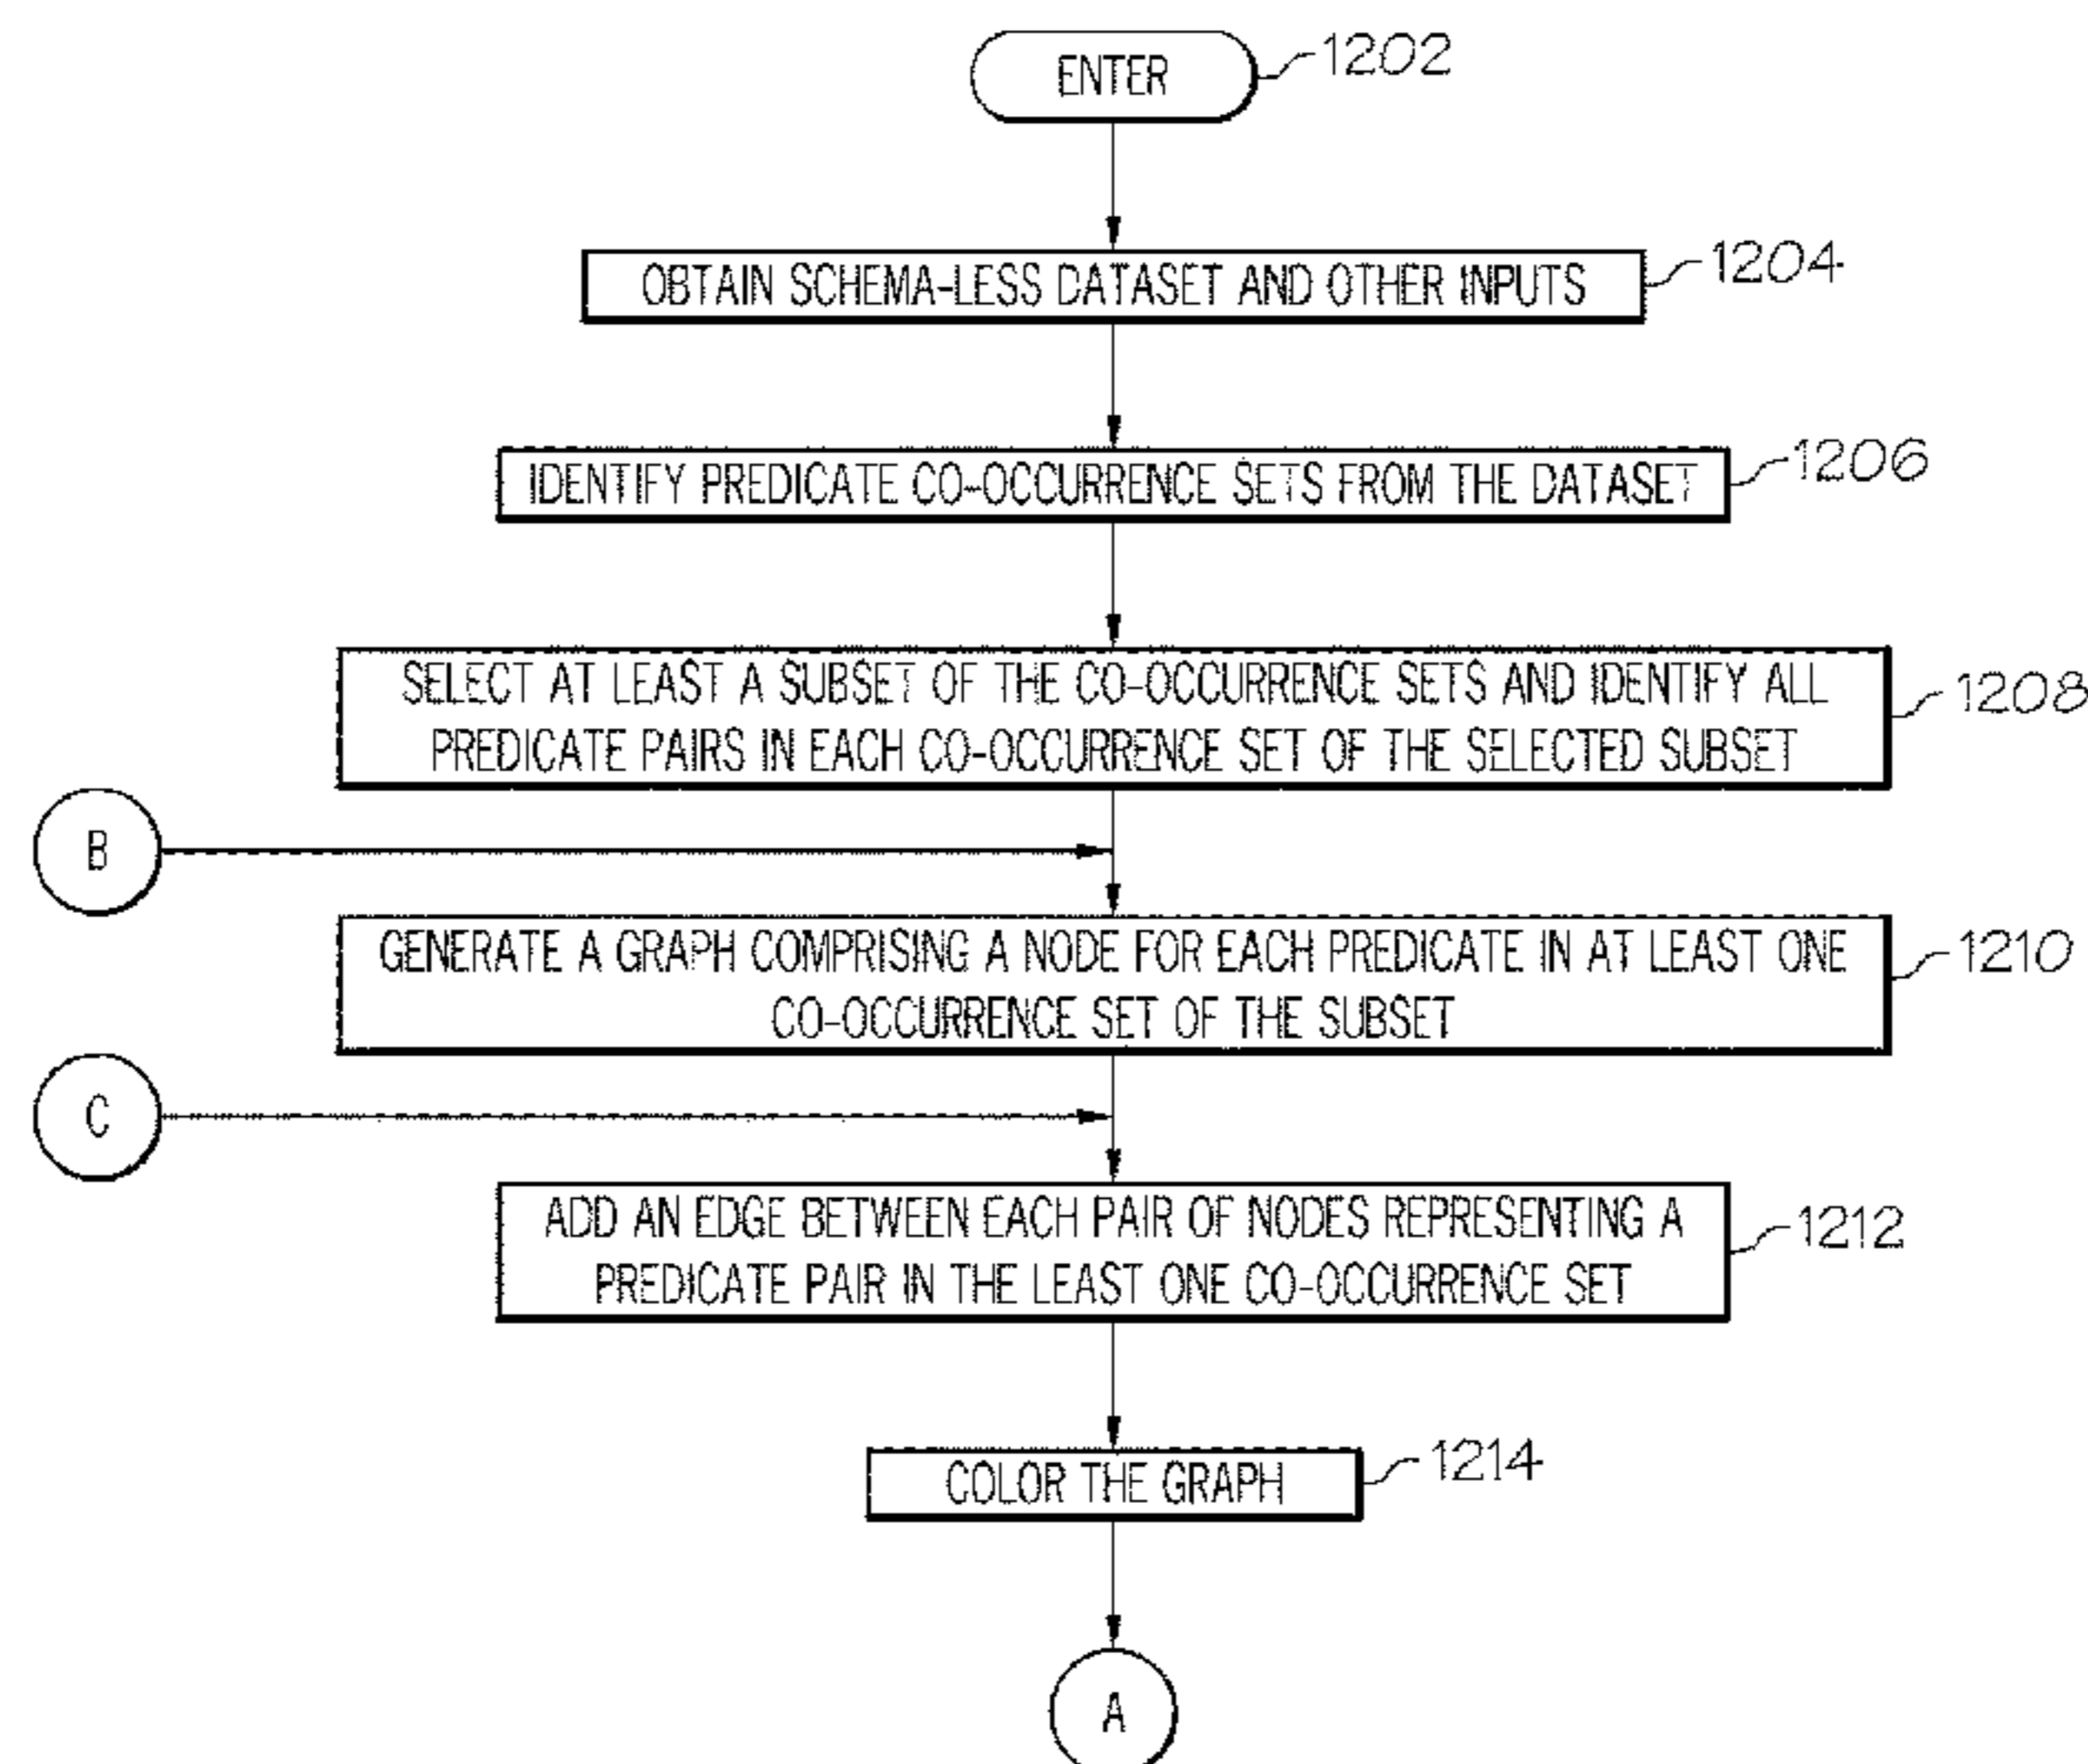 ENTER
1202
OBTAIN SCHEMA-LESS DATASET AND OTHER INPUTS
1204
IDENTIFY PREDICATE CO-OCCURRENCE SETS FROM THE DATASET
1206
SELECT AT LEAST A SUBSET OF THE CO-OCCURRENCE SETS AND IDENTIFY ALL
PREDICATE PAIRS IN EACH CO-OCCURRENCE SET OF THE SELECTED SUBSET
1208
B
GENERATE A GRAPH COMPRISING A NODE FOR EACH PREDICATE IN AT LEAST ONE
CO-OCCURRENCE SET OF THE SUBSET
1210
C
ADD AN EDGE BETWEEN EACH PAIR OF NODES REPRESENTING A
PREDICATE PAIR IN THE LEAST ONE CO-OCCURRENCE SET
1212
COLOR THE GRAPH
1214
A